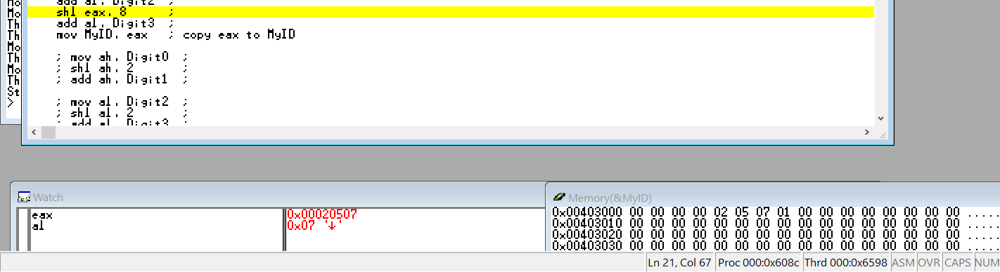 Mo add al, Digit2 ;
Mo shl eax, 8 ;
Th add al, Digit3 ;
Th mov MyID, eax ; copy eax to MyID
Mo
Th ; mov ah, Digit0 ;
Mo ; shl ah, 2 ;
Th ; add ah, Digit1 ;
St
> ; mov al, Digit2 ;
; shl al, 2 ;
; add al, Digit3 ;
Watch
eax 0x00020507
al 0x07 '↓'
Memory(&MyID)
0x00403000 00 00 00 00 02 05 07 01 00 00 00 00 00 00 00 00 .....
0x00403010 00 00 00 00 00 00 00 00 00 00 00 00 00 00 00 00 .....
0x00403020 00 00 00 00 00 00 00 00 00 00 00 00 00 00 00 00 .....
0x00403030 00 00 00 00 00 00 00 00 00 00 00 00 00 00 00 00 .....
Ln 21, Col 67 Proc 000:0x608c Thrd 000:0x6598 ASM OVR CAPS NUM